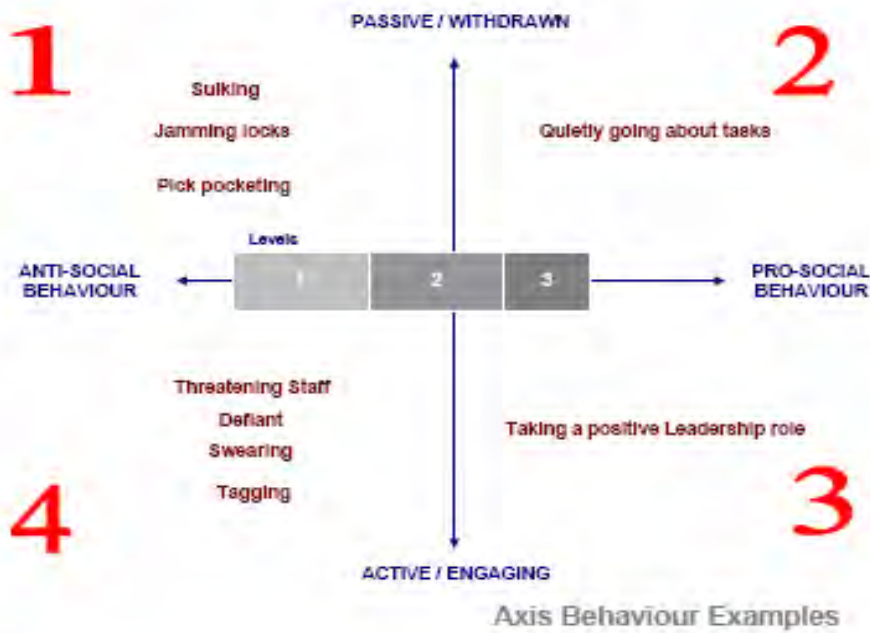 PASSIVE / WITHDRAWN
1
2
Sulking
Jamming locks
Quietly going about tasks
Pick pocketing
Levels
ANTI-SOCIAL
BEHAVIOUR
1
2
3
PRO-SOCIAL
BEHAVIOUR
Threatening Staff
Defiant
Swearing
Tagging
Taking a positive Leadership role
4
3
ACTIVE / ENGAGING
Axis Behaviour Examples